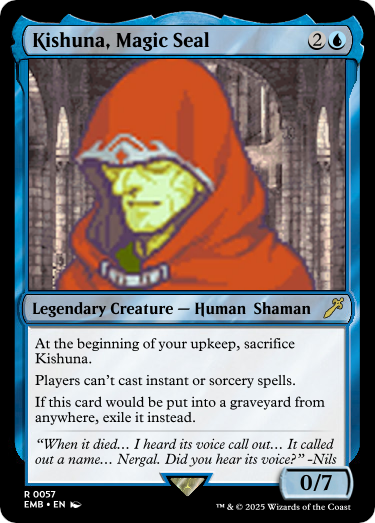 Kishuna, Magic Seal 2
Legendary Creature — Human Shaman
At the beginning of your upkeep, sacrifice
Kishuna.
Players can't cast instant or sorcery spells.
If this card would be put into a graveyard from
anywhere, exile it instead.
“When it died... I heard its voice call out... It called
out a name... Nergal. Did you hear its voice?” -Nils
0/7
R 0057
EMB • EN
™ & © 2025 Wizards of the Coast